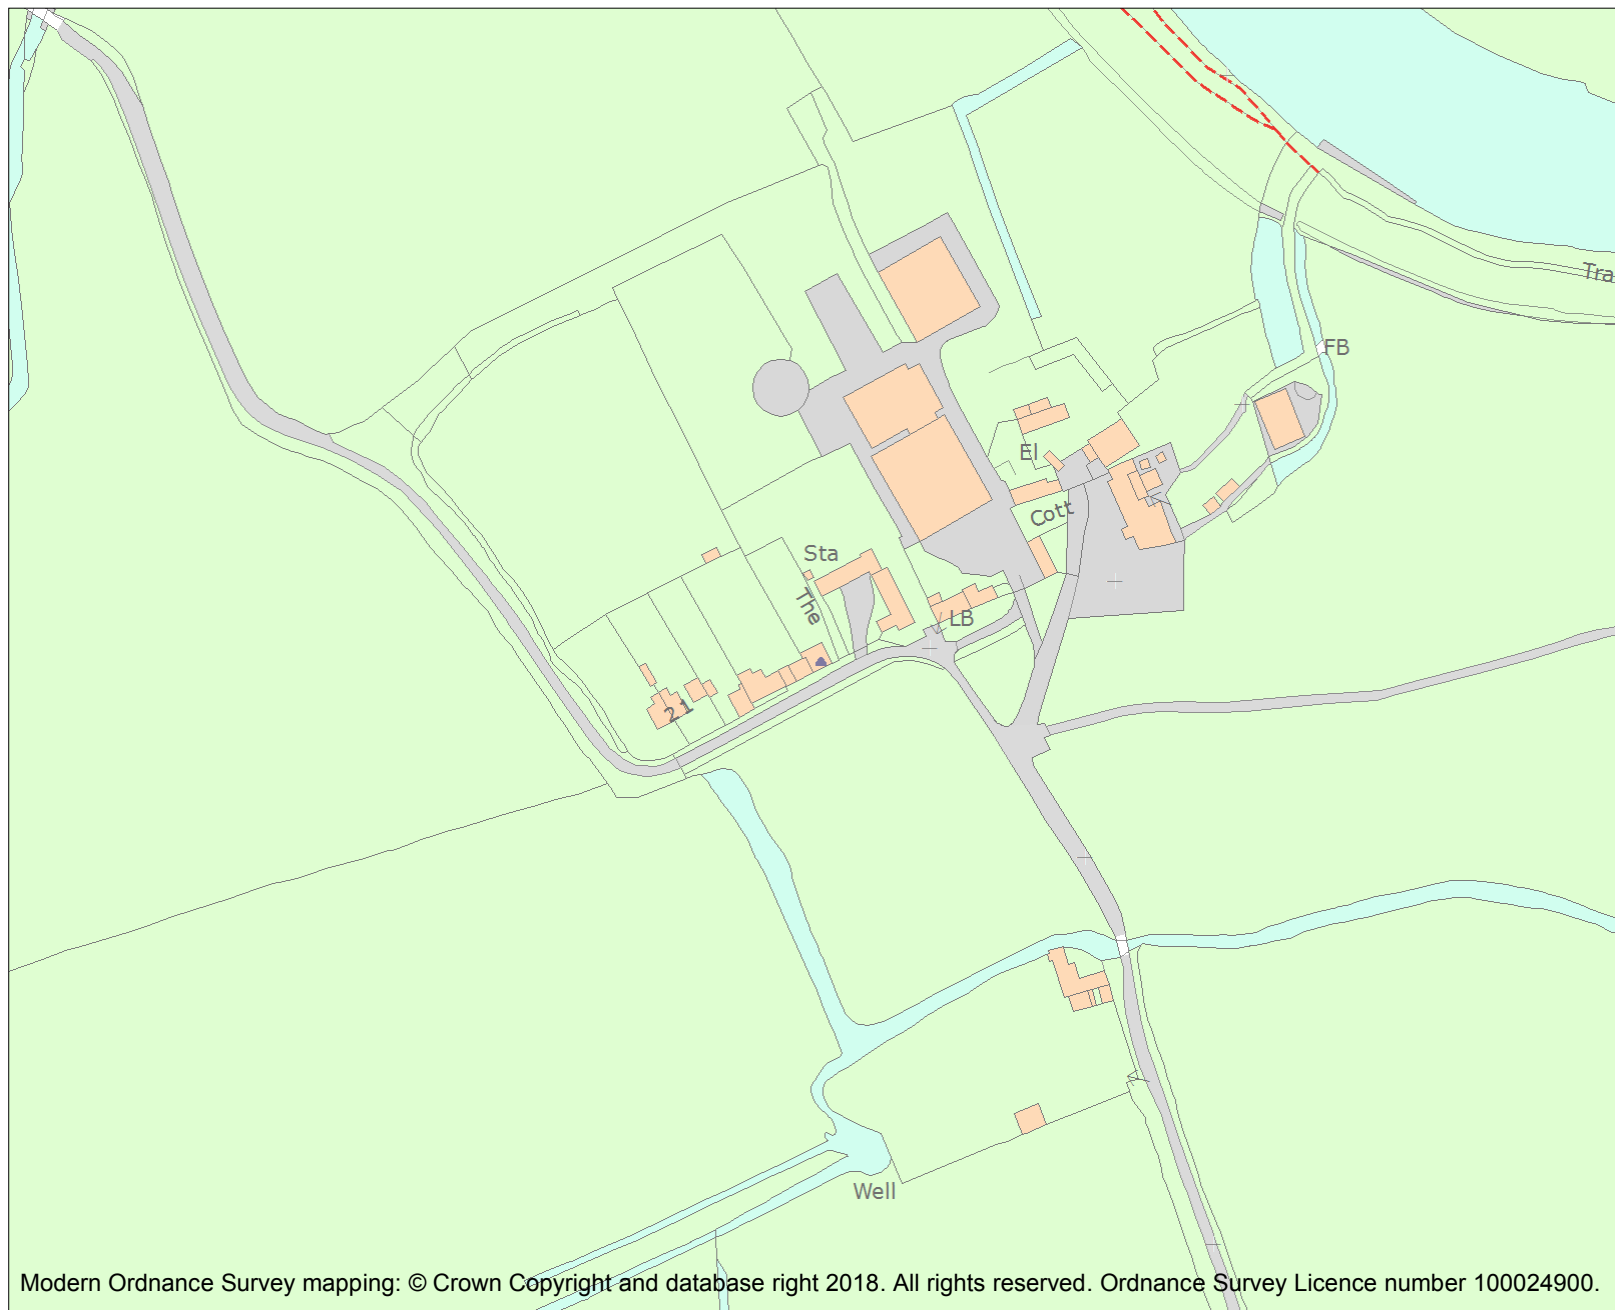 Tra
FB
El
Cott
Sta
The
LB
21
Well
Modern Ordnance Survey mapping: © Crown Copyright and database right 2018. All rights reserved. Ordnance Survey Licence number 100024900.